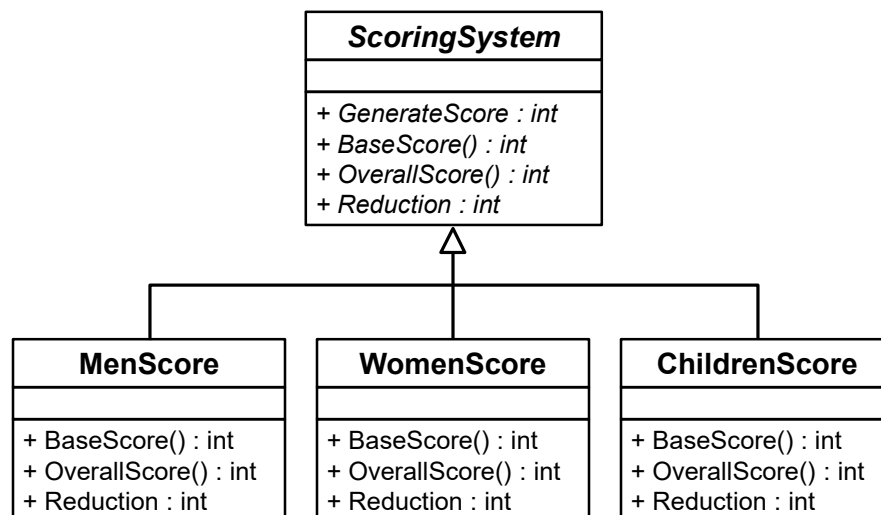 ScoringSystem
+ GenerateScore : int
+ BaseScore() : int
+ OverallScore() : int
+ Reduction : int
MenScore
+ BaseScore() : int
+ OverallScore() : int
+ Reduction : int
WomenScore
+ BaseScore() : int
+ OverallScore() : int
+ Reduction : int
ChildrenScore
+ BaseScore() : int
+ OverallScore() : int
+ Reduction : int